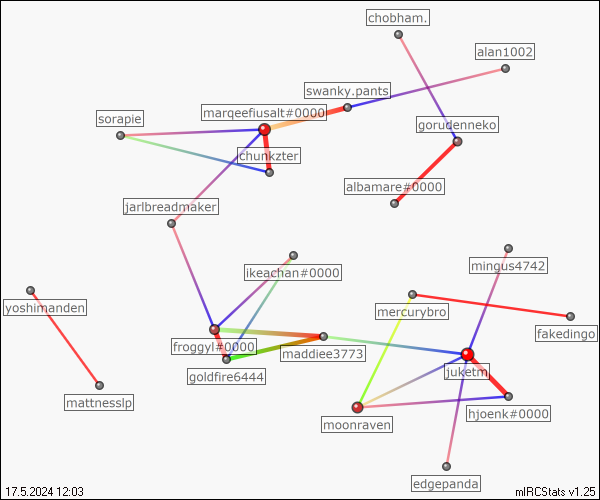 chobham.
alan1002
swanky.pants
marqeefiusalt#0000
sorapie
gorudenneko
chunkzter
albamare#0000
jarlbreadmaker
ikeachan#0000
mingus4742
yoshimanden
mercurybro
fakedingo
froggyl#0000
maddiee3773
goldfire6444
juketm
mattnesslp
hjoenk#0000
moonraven
edgepanda
17.5.2024 12:03
mIRCStats v1.25